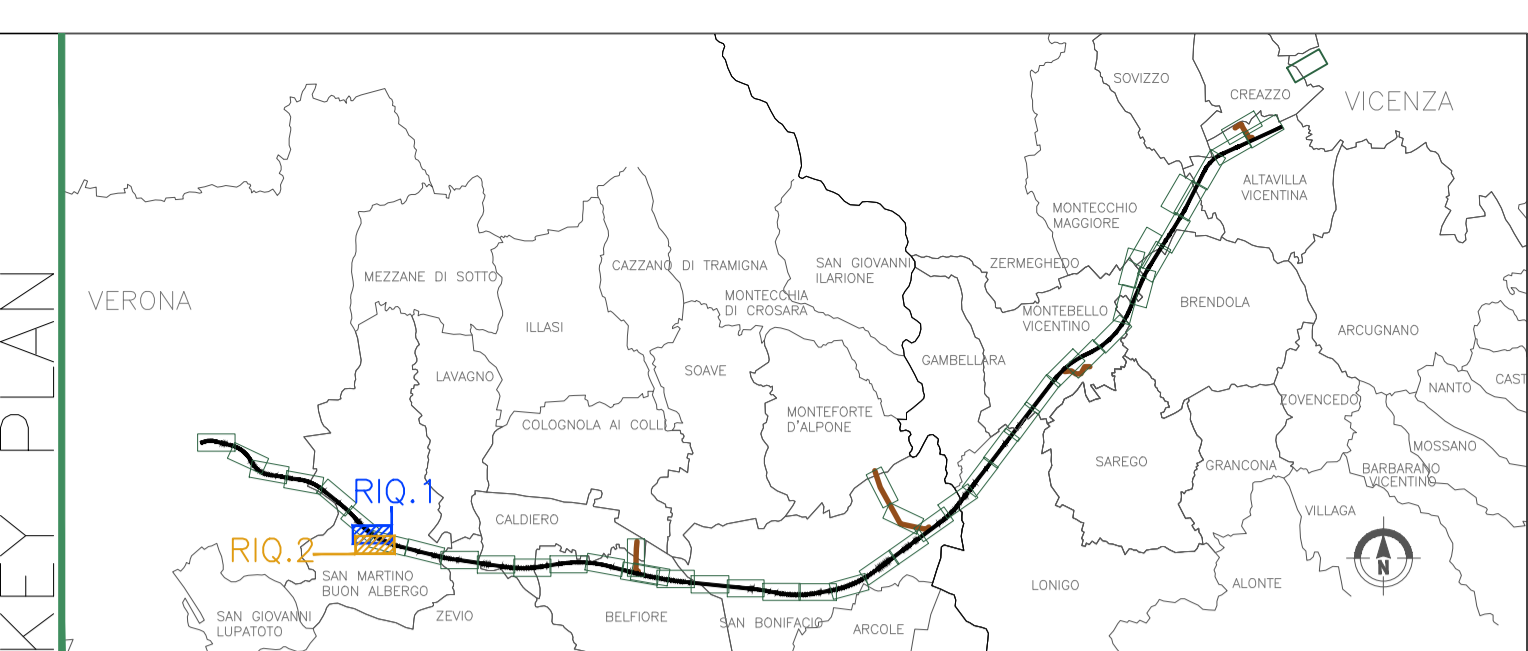 KEY PLAN
SOVIZZO
CREAZZO
VICENZA
ALTAVILLA
VICENTINA
MONTECCHIO
MAGGIORE
MEZZANE DI SOTTO
CAZZANO DI TRAMIGNA
SAN GIOVANNI
ILARIONE
ZERMEGHEDO
VERONA
MONTECCHIA
DI CROSARA
BRENDOLA
ILLASI
MONTEBELLO
VICENTINO
ARCUGNANO
GAMBELLARA
LAVAGNO
SOAVE
CAST
NANTO
ZOVENCEDO
MONTEFORTE
D'ALPONE
COLOGNOLA AI COLLI
MOSSANO
SAREGO
GRANCONA
BARBARANO
VICENTINO
RIQ.1
CALDIERO
VILLAGA
RIQ.2
N
SAN MARTINO
BUON ALBERGO
LONGIGO
ALONTE
SAN GIOVANNI
LUPATOTO
ZEVIO
BELFIORE
SAN BONIFACIO
ARCOLE